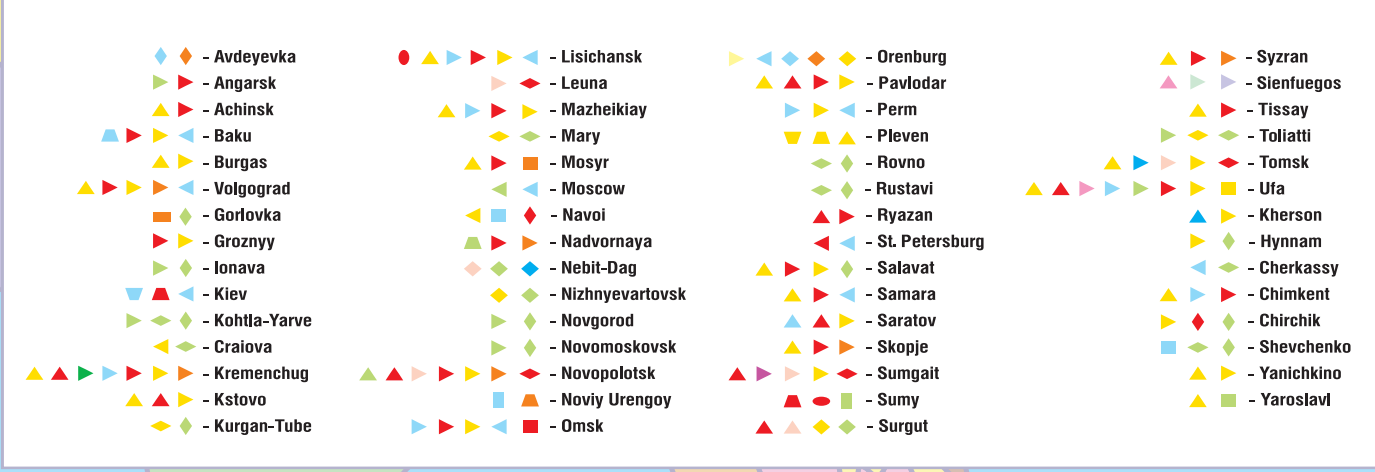 - Avdeyevka
- Angarsk
- Achinsk
- Baku
- Burgas
- Volgograd
- Gorlovka
- Groznyy
- Ionava
- Kiev
- Kohtla-Yarve
- Craiova
- Kremenchug
- Kstovo
- Kurgan-Tube
- Lisichansk
- Leuna
- Mazheikiay
- Mary
- Mosyr
- Moscow
- Navoi
- Nadvornaya
- Nebit-Dag
- Nizhnyevartovsk
- Novgorod
- Novomoskovsk
- Novopolotsk
- Noviy Urengoy
- Omsk
- Orenburg
- Pavlodar
- Perm
- Pleven
- Rovno
- Rustavi
- Ryazan
- St. Petersburg
- Salavat
- Samara
- Saratov
- Skopje
- Sumgait
- Sumy
- Surgut
- Syzran
- Sienfuegos
- Tissay
- Toliatti
- Tomsk
- Ufa
- Kherson
- Hynnam
- Cherkassy
- Chimkent
- Chirchik
- Shevchenko
- Yanichkino
- Yaroslavl